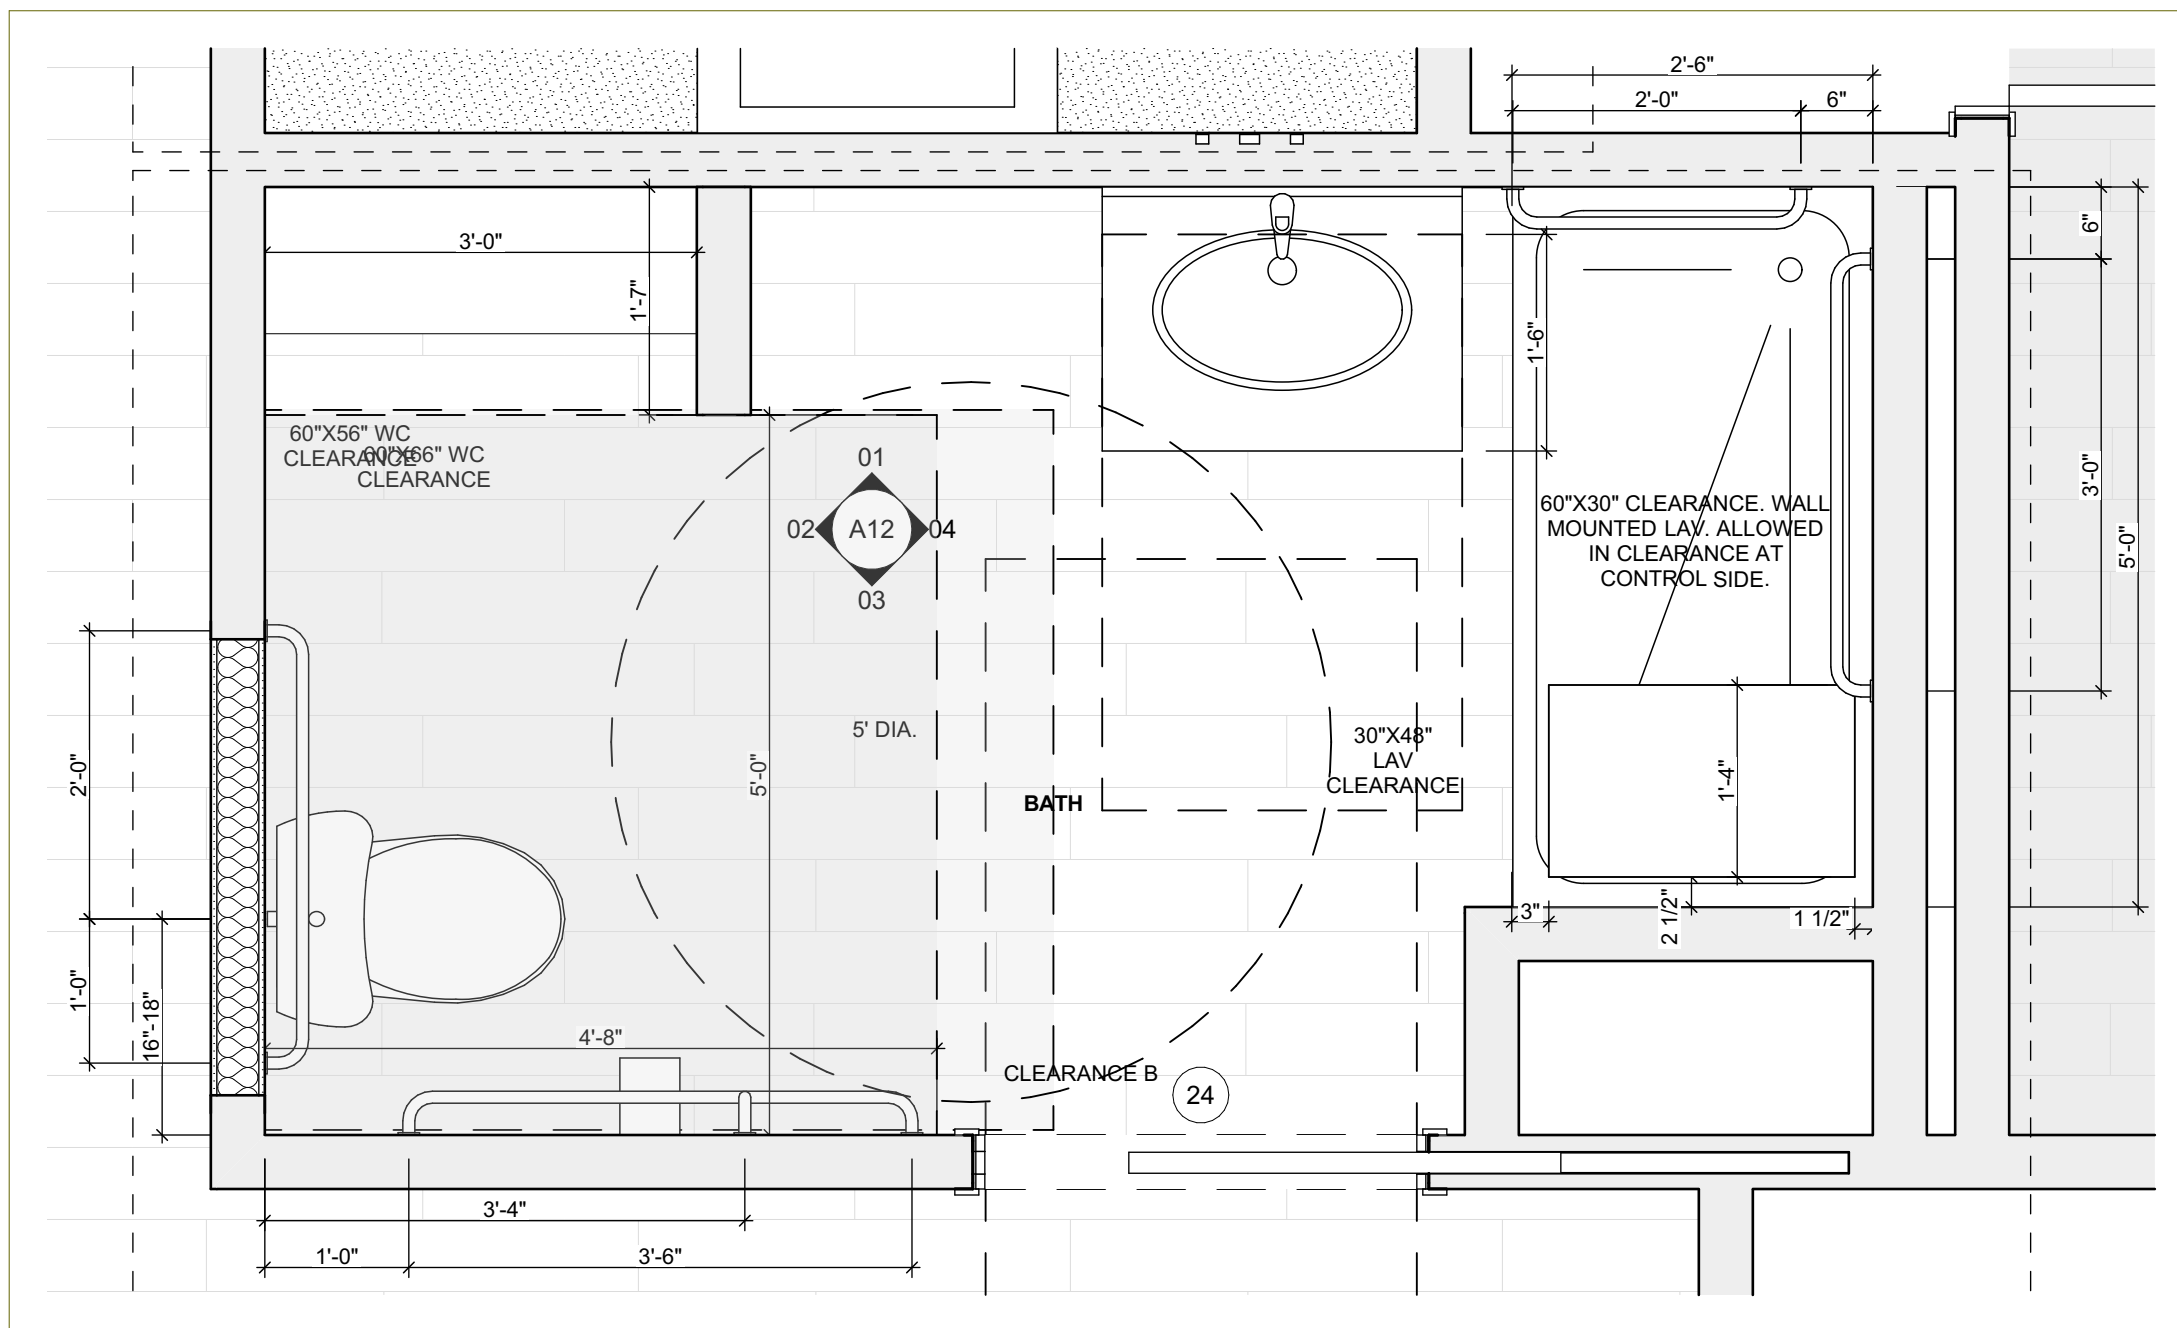 2'-6"
2'-0"
6"
3'-0"
1'-7"
6"
1'-6"
60"X56" WC
CLEARANCE
60"X66" WC
CLEARANCE
01
02
A12
04
03
60"X30" CLEARANCE. WALL
MOUNTED LAV. ALLOWED
IN CLEARANCE AT
CONTROL SIDE.
3'-0"
5'-0"
5' DIA.
30"X48"
LAV
CLEARANCE
2'-0"
5'-0"
BATH
1'-4"
3"
2 1/2"
1 1/2"
1'-0"
16"-18"
4'-8"
CLEARANCE B
24
3'-4"
1'-0"
3'-6"